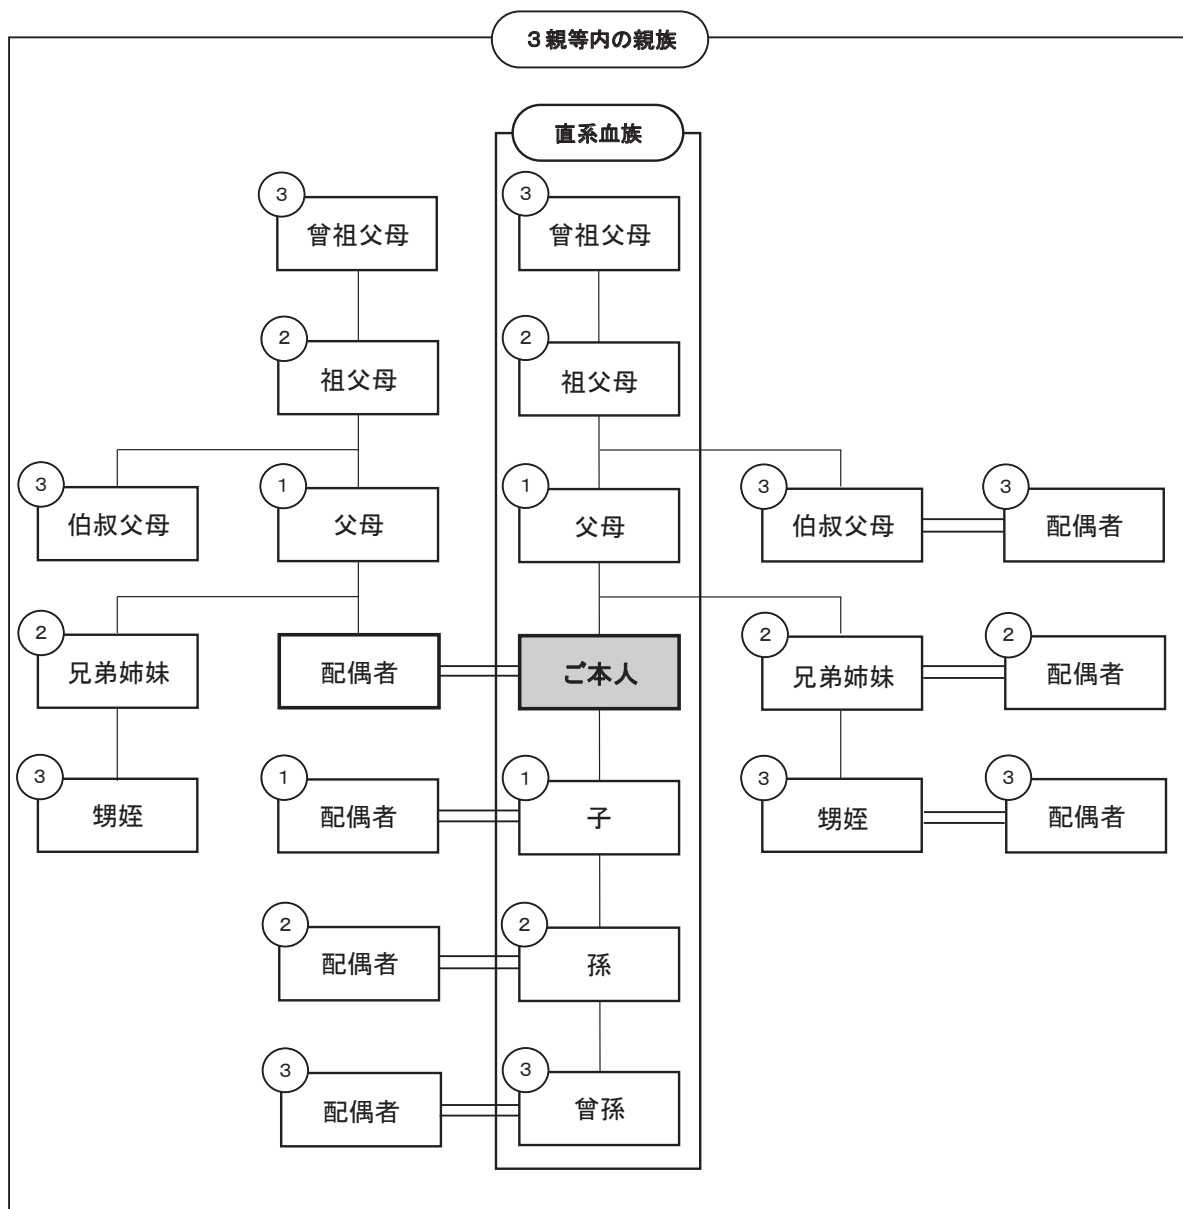 ３親等内の親族
直系血族
3
曾祖父母
3
曾祖父母
2
祖父母
2
祖父母
3
伯叔父母
1
父母
1
父母
3
伯叔父母
3
配偶者
2
兄弟姉妹
配偶者
ご本人
2
兄弟姉妹
2
配偶者
3
甥姪
1
配偶者
1
子
3
甥姪
3
配偶者
2
配偶者
2
孫
3
配偶者
3
曾孫